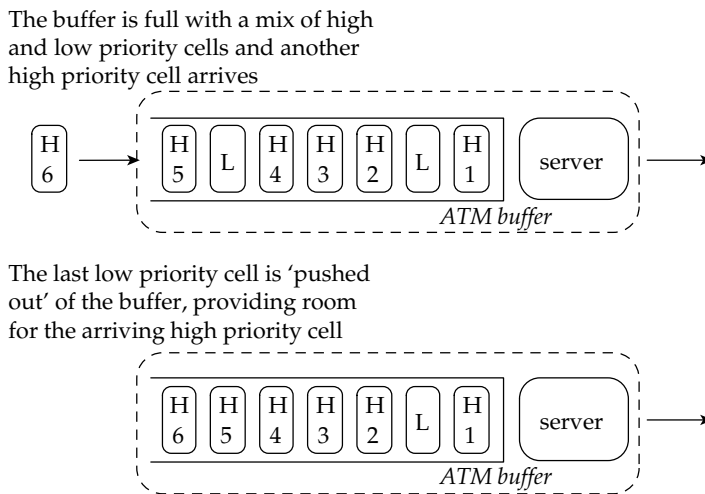 The buffer is full with a mix of high
and low priority cells and another
high priority cell arrives
H H L H H H L H server
6 5 4 3 2 1
ATM buffer
The last low priority cell is ‘pushed
out’ of the buffer, providing room
for the arriving high priority cell
H H H H H L H server
6 5 4 3 2 1
ATM buffer